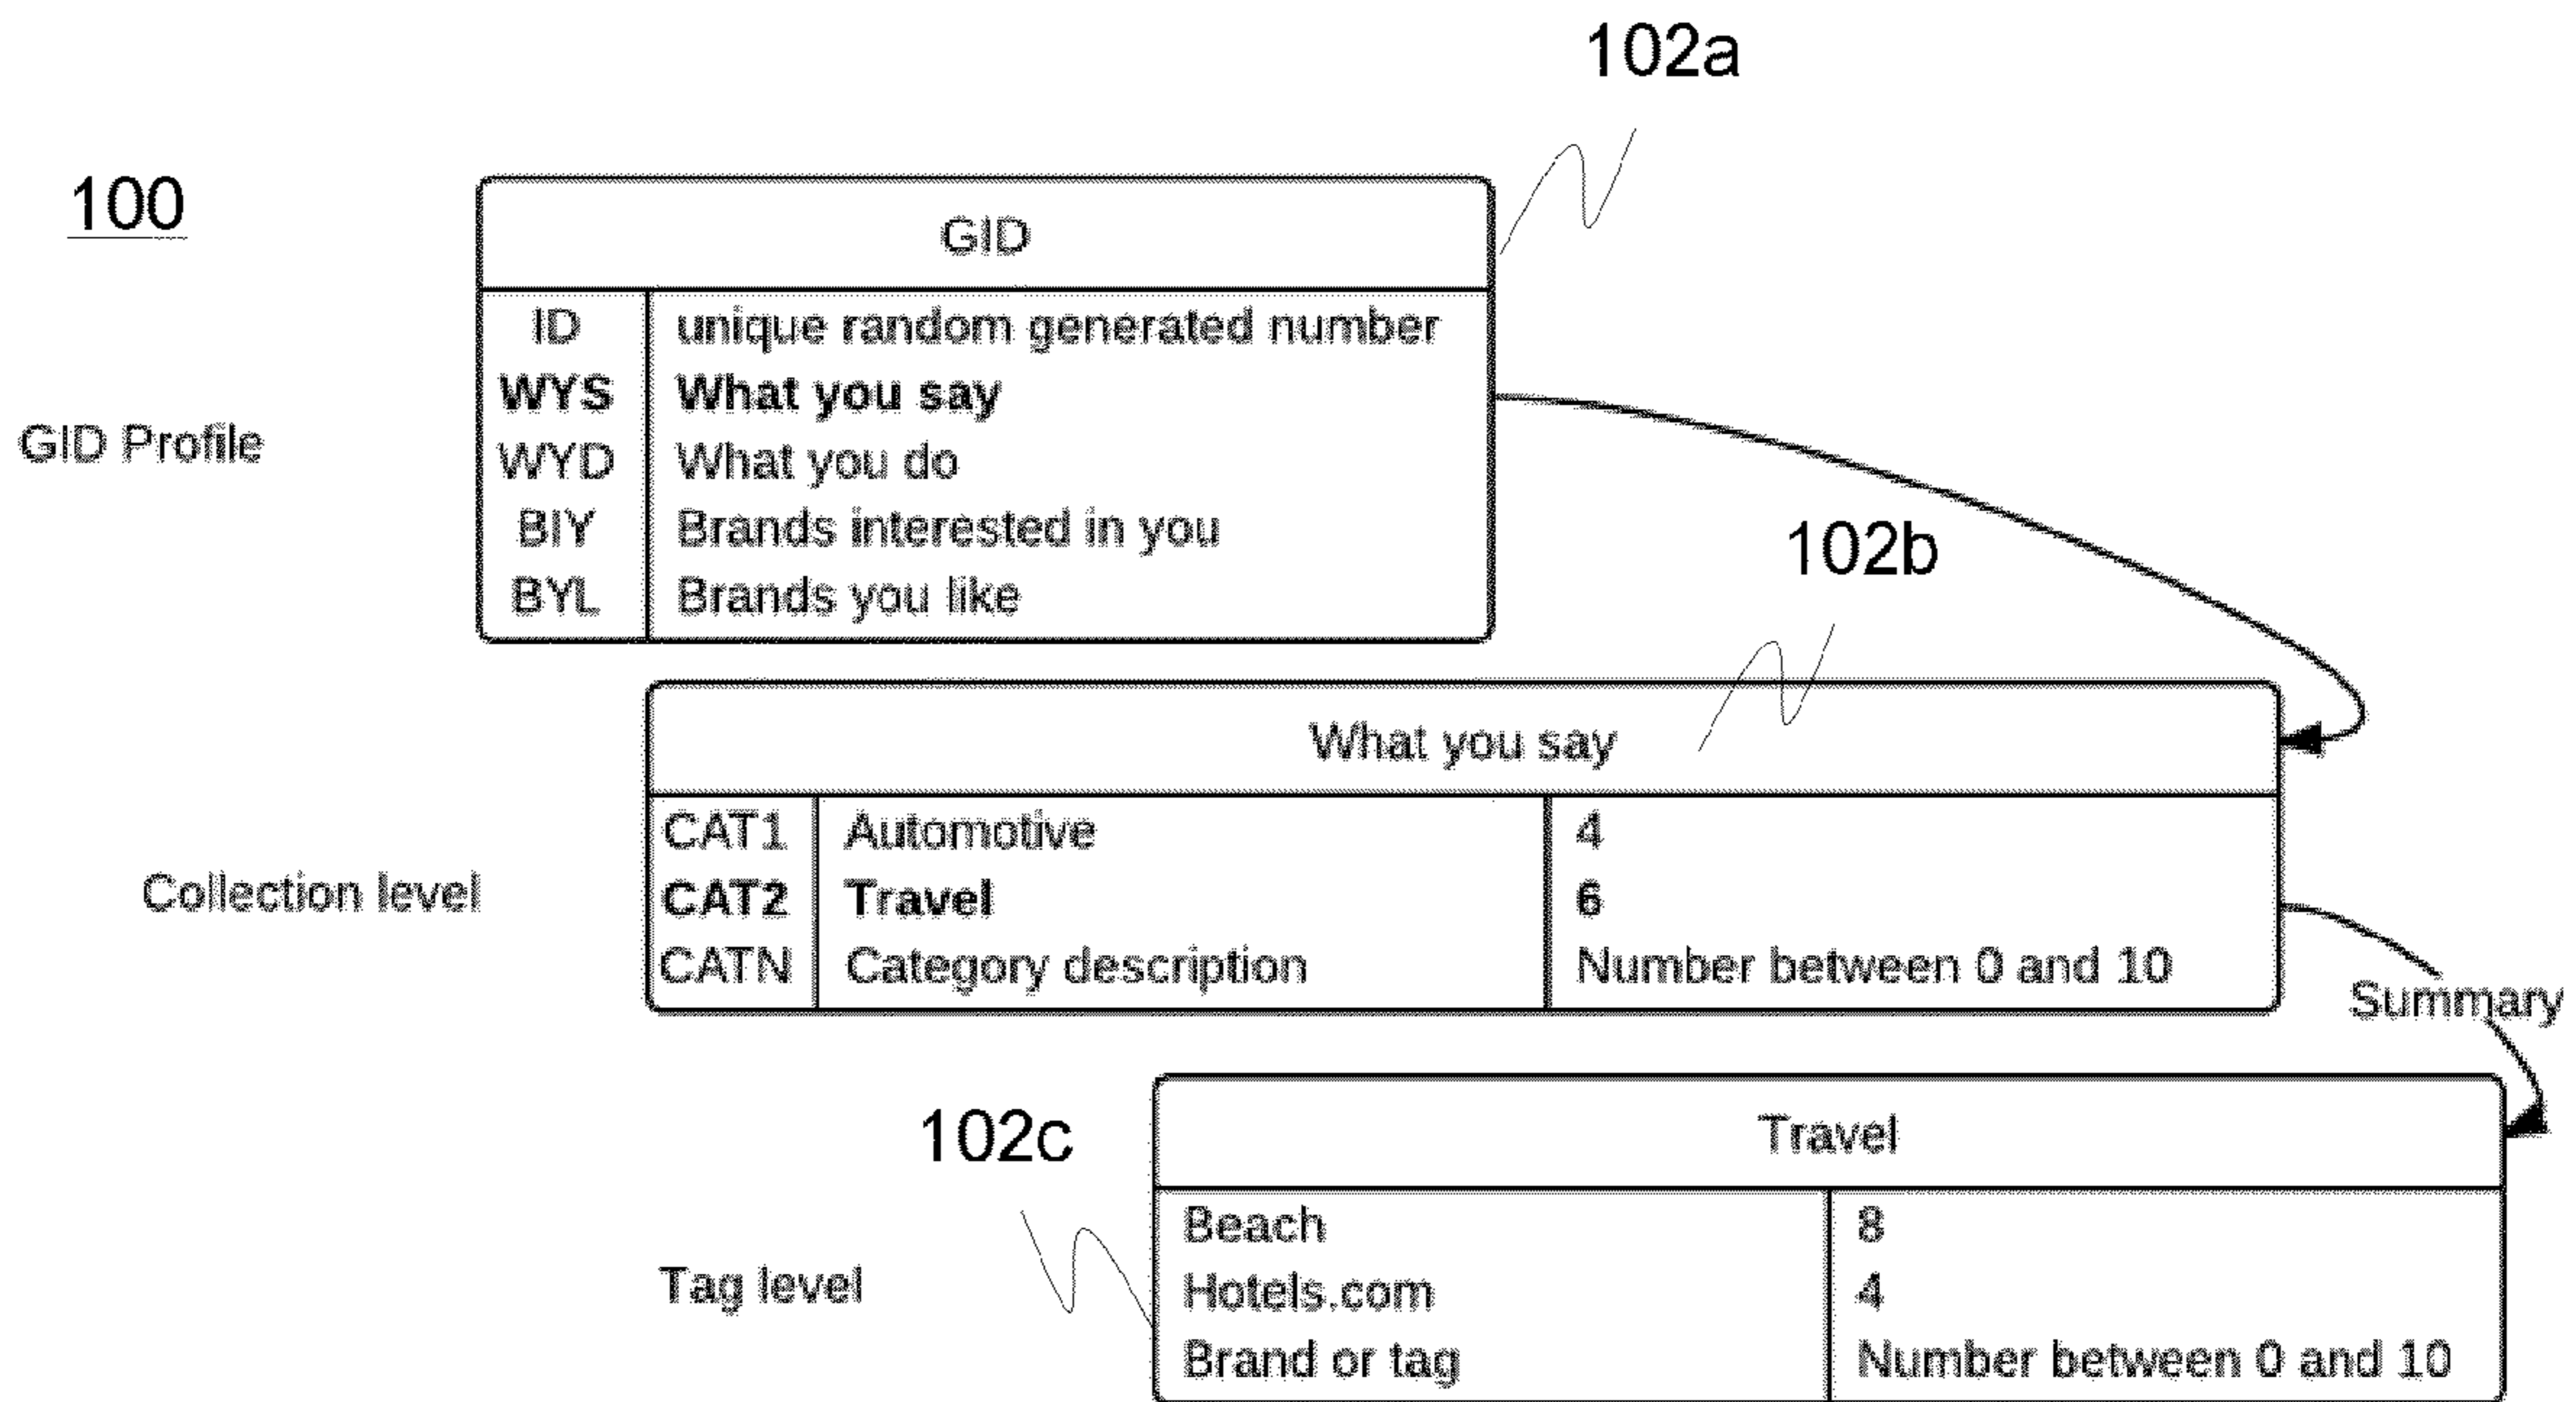 102a
100
GID
ID unique random generated number
WYS What you say
GID Profile
WYD What you do
BIY Brands interested in you
BYL Brands you like
102b
What you say
CAT1 Automotive 4
Collection level
CAT2 Travel 6
CATN Category description Number between 0 and 10
Summary
102c
Travel
Beach 8
Tag level
Hotels.com 4
Brand or tag Number between 0 and 10